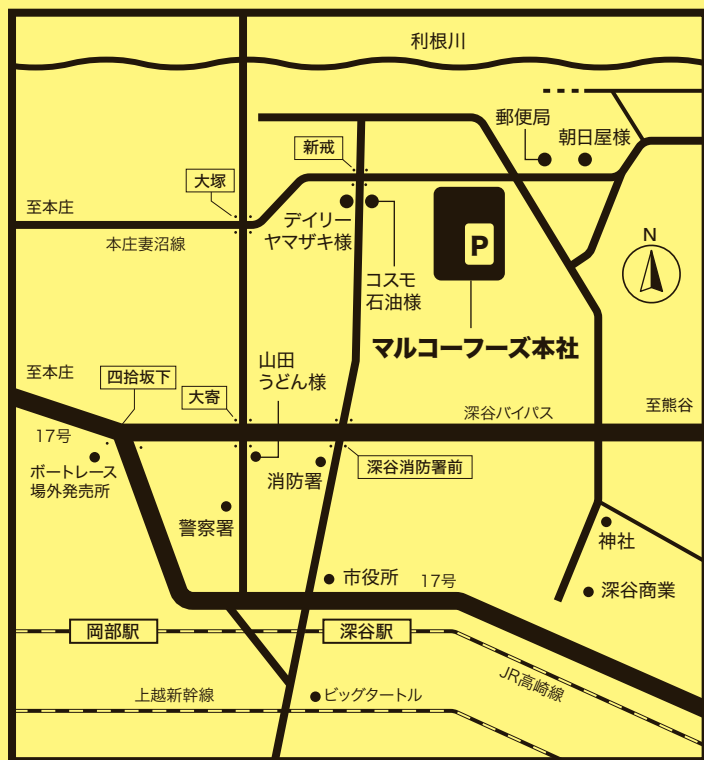 利根川
郵便局
朝日屋様
新戒
大塚
至本庄
本庄妻沼線
デイリー
ヤマザキ様
P
N
コスモ
石油様
マルコーフーズ本社
山田
うどん様
至本庄
四拾坂下
大寄
深谷バイパス
至熊谷
17号
ボートレース
場外発売所
消防署
深谷消防署前
警察署
神社
市役所
17号
深谷商業
岡部駅
深谷駅
JR高崎線
上越新幹線
ビッグタートル